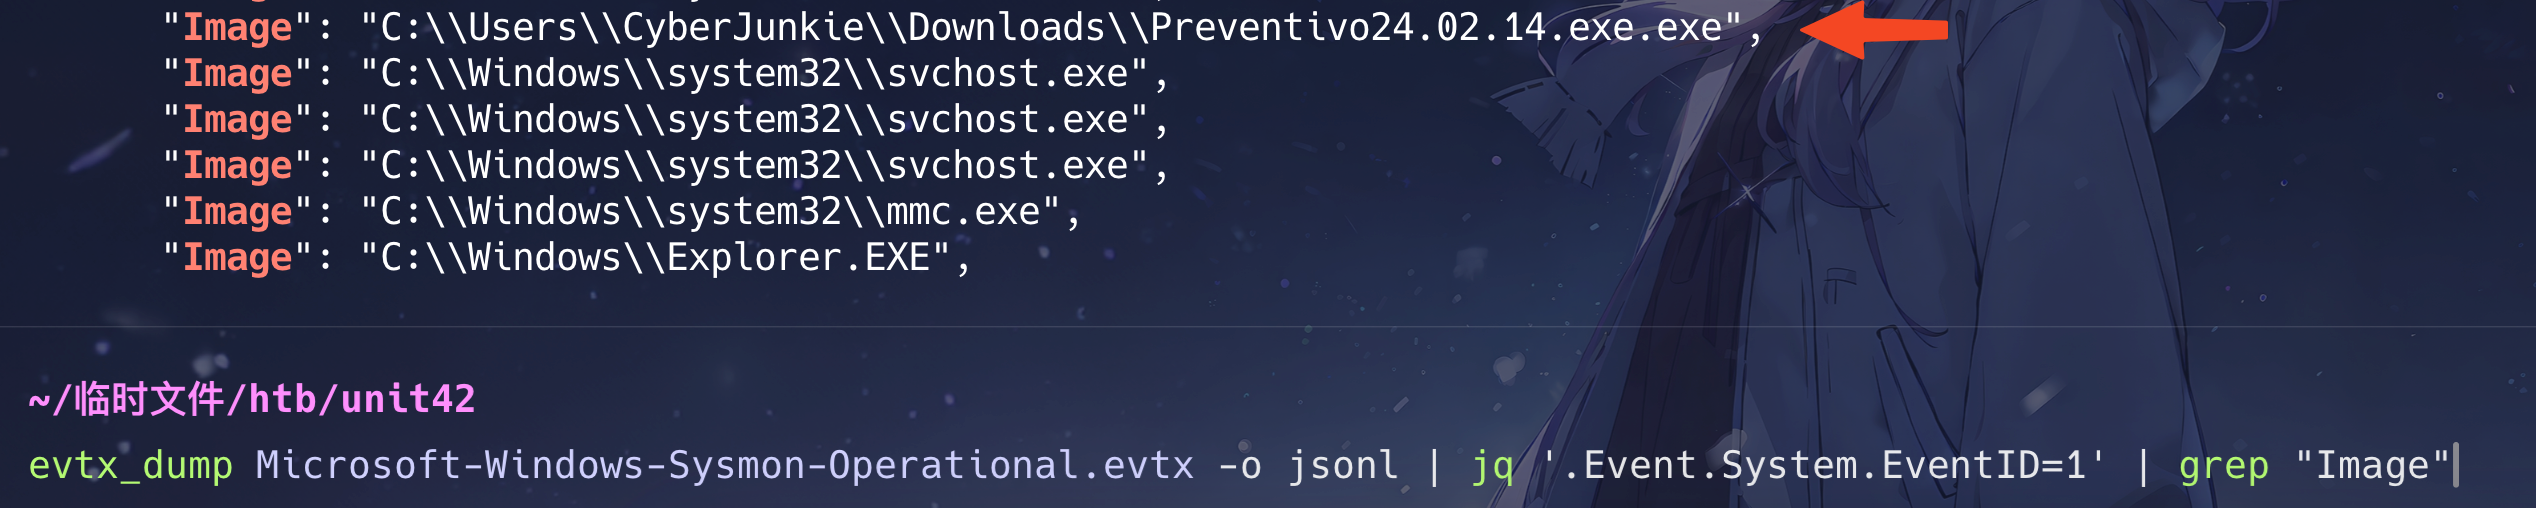 "Image": "C:\\Users\\CyberJunkie\\Downloads\\Preventivo24.02.14.exe.exe",
"Image": "C:\\Windows\\system32\\svchost.exe",
"Image": "C:\\Windows\\system32\\svchost.exe",
"Image": "C:\\Windows\\system32\\svchost.exe",
"Image": "C:\\Windows\\system32\\mmc.exe",
"Image": "C:\\Windows\\Explorer.EXE",
~/临时文件/htb/unit42
evtx_dump Microsoft-Windows-Sysmon-Operational.evtx -o jsonl | jq '.Event.System.EventID=1' | grep "Image"